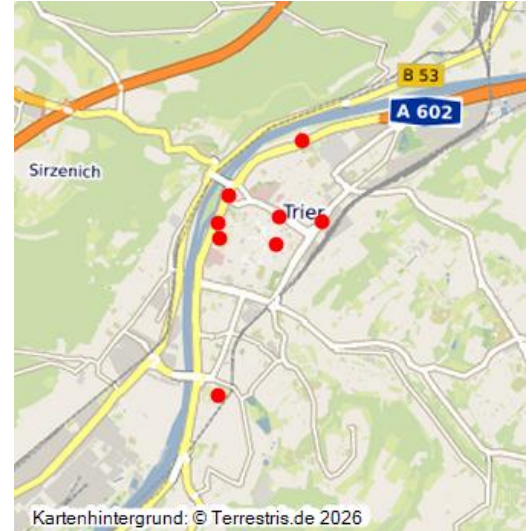 B 53
A 602
Sirzenich
Trier
Kartenhintergrund: © Terrestris.de 2026